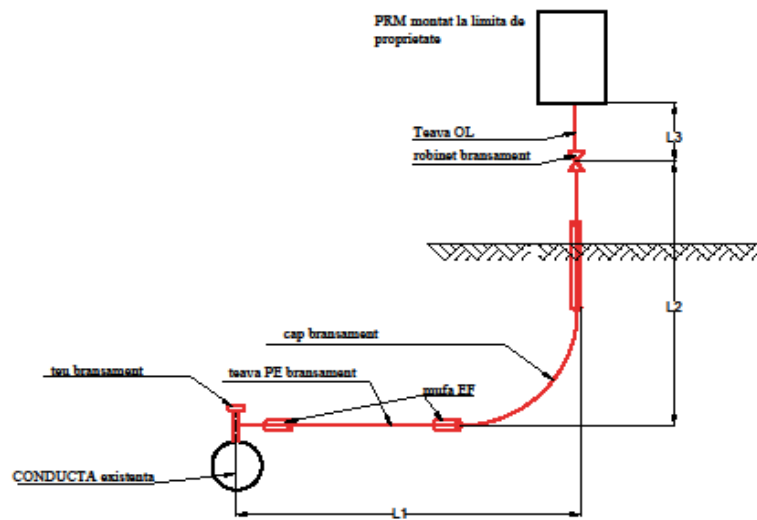 PRM montat la limita de
proprietate
Teava OL
robinet bransament
L3
L2
cap bransament
teu bransament
teava PE bransament
mufa EF
CONDUCTA existenta
L1